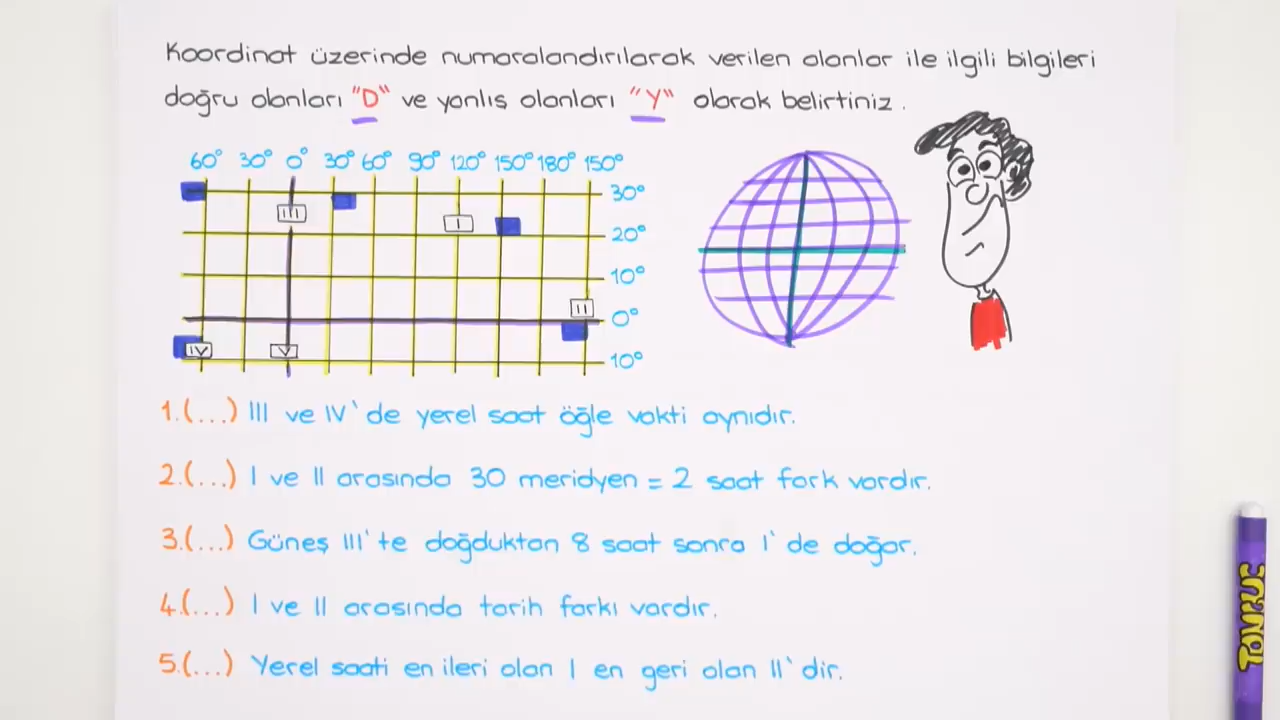 Koordinat üzerinde numaralandırılarak verilen alanlar ile ilgili bilgileri
doğru olanları "D" ve yanlış olanları "Y" olarak belirtiniz.
60° 30° 0° 30° 60° 90° 120° 150° 180° 150°
30°
III
I
20°
10°
II
0°
IV
V
10°
1.(...) III ve IV'de yerel saat öğle vakti aynıdır.
2.(...) I ve II arasında 30 meridyen = 2 saat fark vardır.
3.(...) Güneş III'te doğduktan 8 saat sonra I'de doğar.
4.(...) I ve II arasında tarih farkı vardır.
5.(...) Yerel saati en ileri olan I en geri olan II'dir.
TONGUÇ